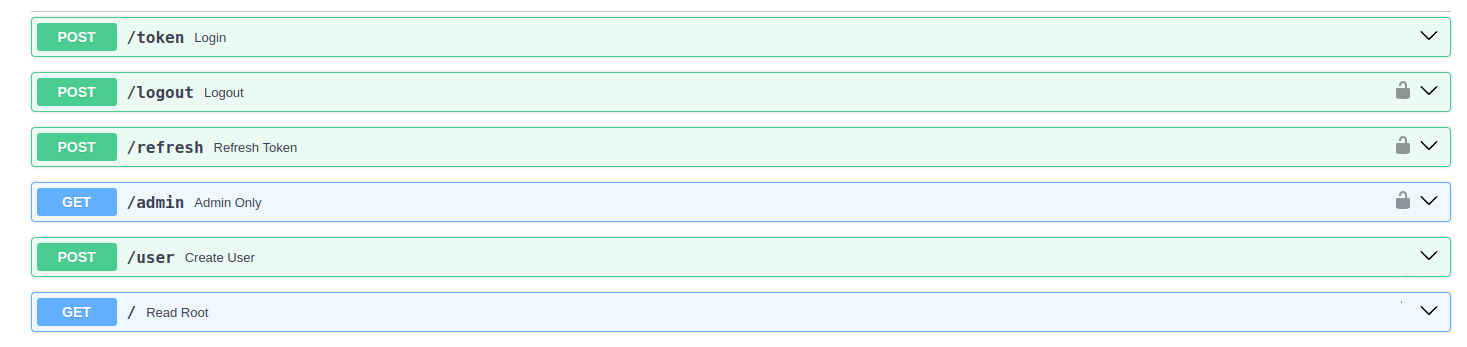 POST /token Login
POST /logout Logout
POST /refresh Refresh Token
GET /admin Admin Only
POST /user Create User
GET / Read Root